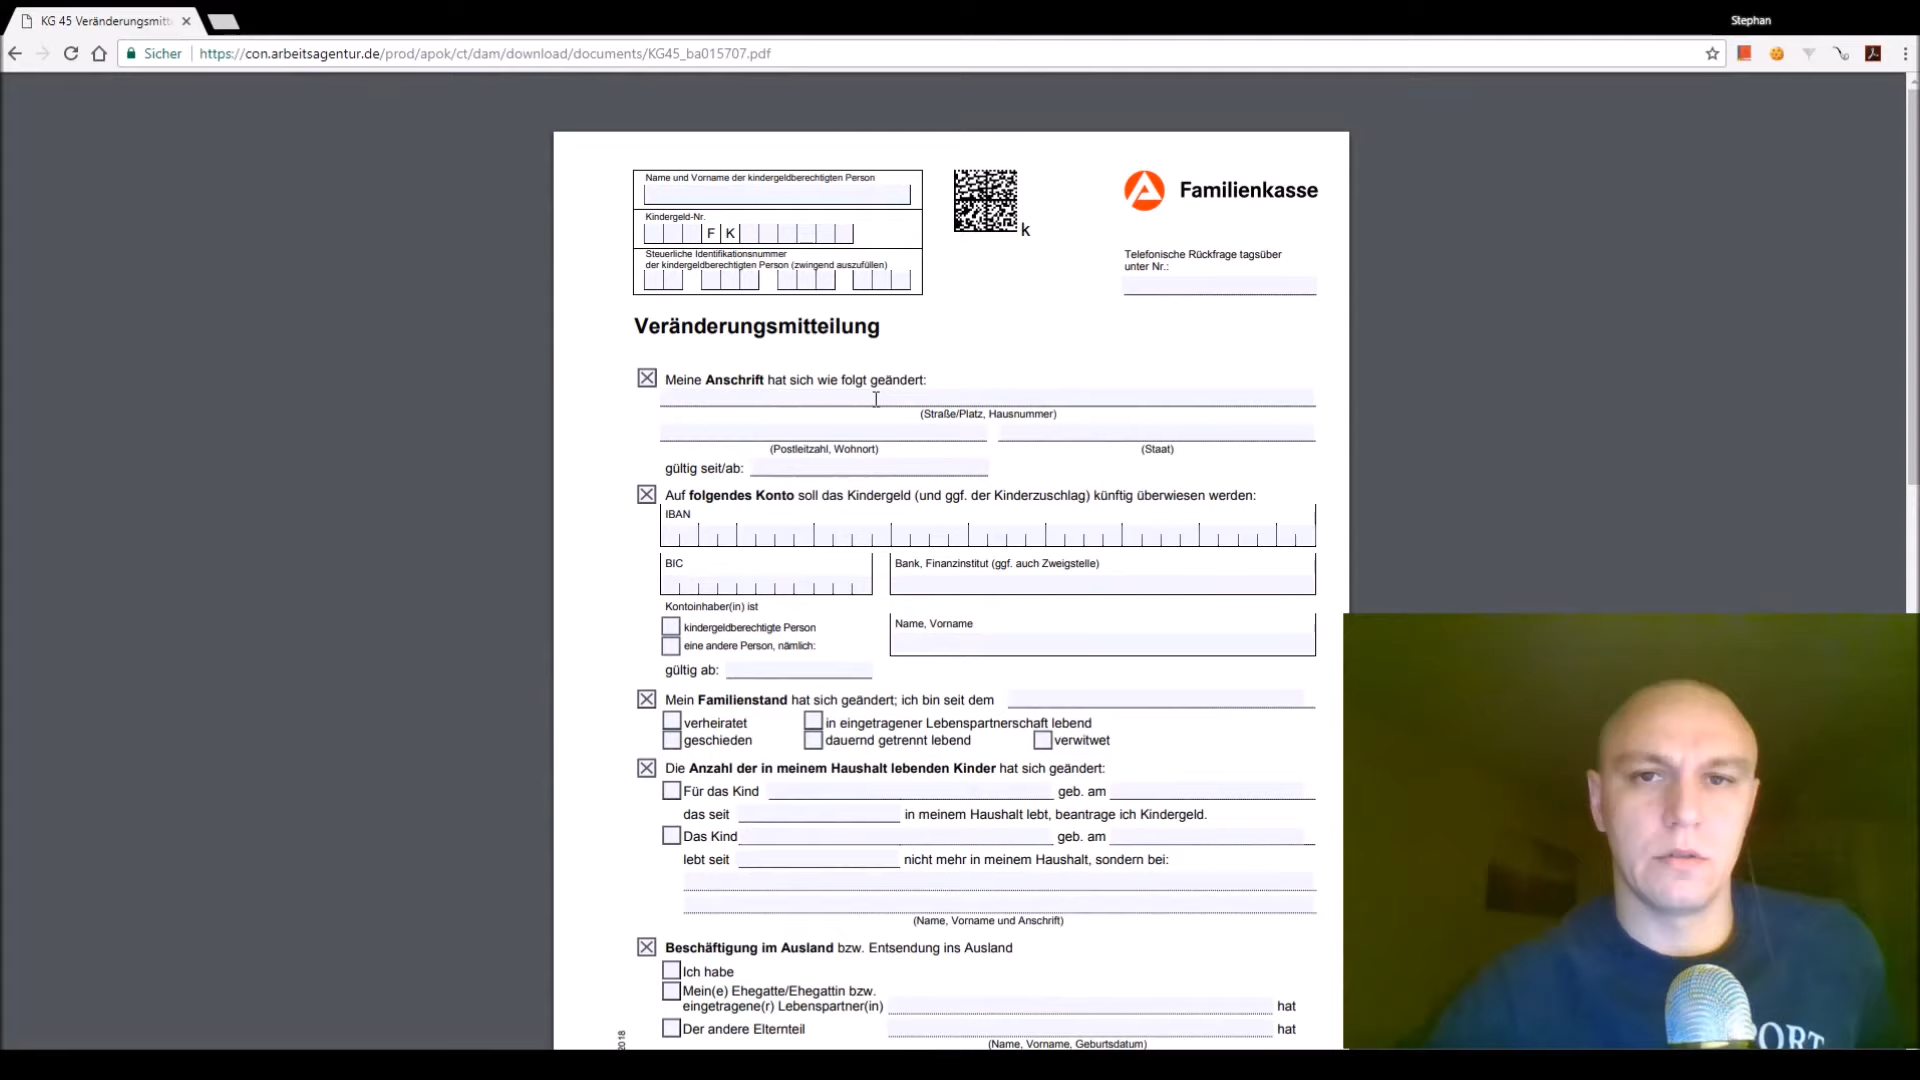 KG 45 Veränderungsmitt
Stephan
Sicher
https://con.arbeitsagentur.de/prod/apok/ct/dam/download/documents/KG45_ba015707.pdf
Name und Vorname der kindergeldberechtigten Person
Kindergeld-Nr.
F K
Steuerliche Identifikationsnummer
der kindergeldberechtigten Person (zwingend auszufüllen)
k
Familienkasse
Telefonische Rückfrage tagsüber
unter Nr.:
Veränderungsmitteilung
Meine Anschrift hat sich wie folgt geändert:
(Straße/Platz, Hausnummer)
(Postleitzahl, Wohnort) (Staat)
gültig seit/ab:
Auf folgendes Konto soll das Kindergeld (und ggf. der Kinderzuschlag) künftig überwiesen werden:
IBAN
BIC
Bank, Finanzinstitut (ggf. auch Zweigstelle)
Kontoinhaber(in) ist
kindergeldberechtigte Person
eine andere Person, nämlich:
Name, Vorname
gültig ab:
Mein Familienstand hat sich geändert; ich bin seit dem
verheiratet in eingetragener Lebenspartnerschaft lebend
geschieden dauernd getrennt lebend verwitwet
Die Anzahl der in meinem Haushalt lebenden Kinder hat sich geändert:
Für das Kind geb. am
das seit in meinem Haushalt lebt, beantrage ich Kindergeld.
Das Kind geb. am
lebt seit nicht mehr in meinem Haushalt, sondern bei:
(Name, Vorname und Anschrift)
Beschäftigung im Ausland bzw. Entsendung ins Ausland
Ich habe
Mein(e) Ehegatte/Ehegattin bzw.
eingetragene(r) Lebenspartner(in) hat
Der andere Elternteil hat
(Name, Vorname, Geburtsdatum)
2018
PORT